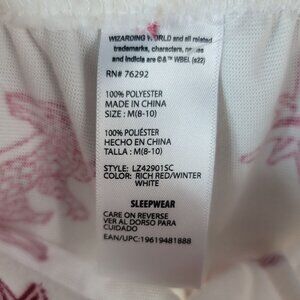 WIZARDING WORLD and all related
trademarks, characters, names
and indicia are © & ™ WBEI. (s22)
RN# 76292
100% POLYESTER
MADE IN CHINA
SIZE: M(8-10)
100% POLIÉSTER
HECHO EN CHINA
TALLA: M(8-10)
STYLE: LZ42901SC
COLOR: RICH RED/WINTER
WHITE
SLEEPWEAR
CARE ON REVERSE
VER AL DORSO PARA
CUIDADO
EAN/UPC:19619481888